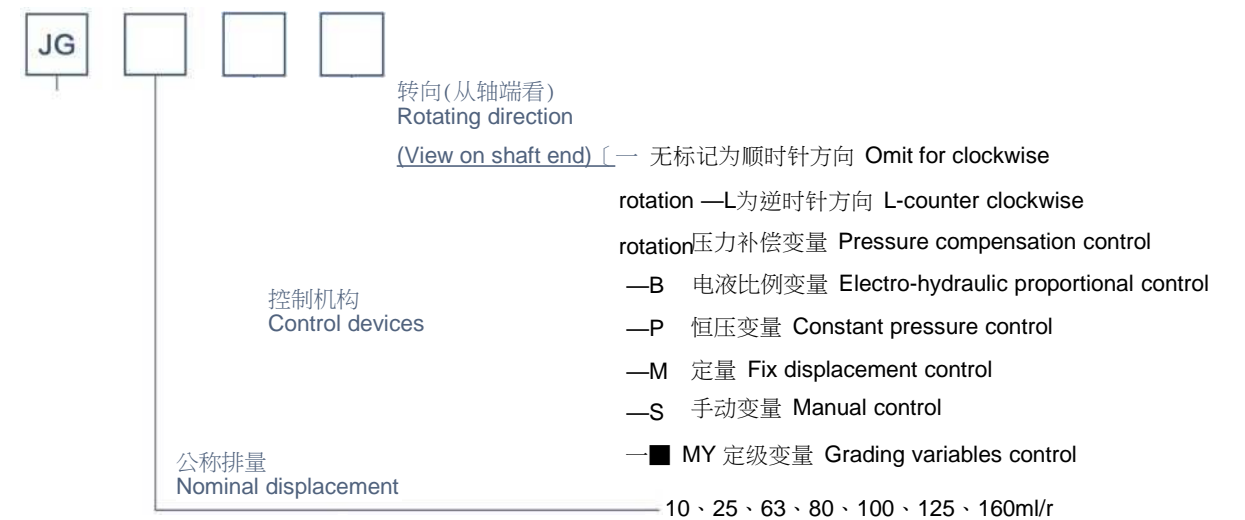 JG
转向(从轴端看)
Rotating direction
(View on shaft end)〔一 无标记为顺时针方向 Omit for clockwise
rotation —L为逆时针方向 L-counter clockwise
rotation压力补偿变量 Pressure compensation control
—B 电液比例变量 Electro-hydraulic proportional control
控制机构
Control devices
—P 恒压变量 Constant pressure control
—M 定量 Fix displacement control
—S 手动变量 Manual control
一■ MY 定级变量 Grading variables control
公称排量
Nominal displacement
10、25、63、80、100、125、160ml/r